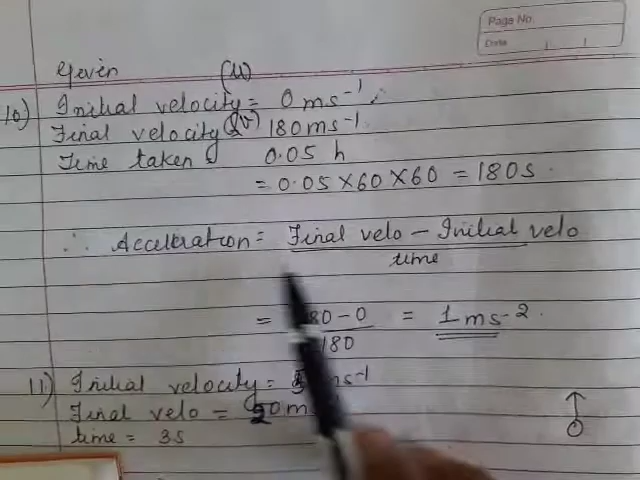 Page No
Date
Given (u)
10) Initial velocity = 0 ms⁻¹
Final velocity (v) 180 ms⁻¹
Time taken 0.05 h
= 0.05 × 60 × 60 = 180 s.
∴ Acceleration = Final velo - Initial velo
time
= 80 - 0 = 1 ms⁻².
180
11) Initial velocity = ms⁻¹
Final velo = 50 m
time = 3s